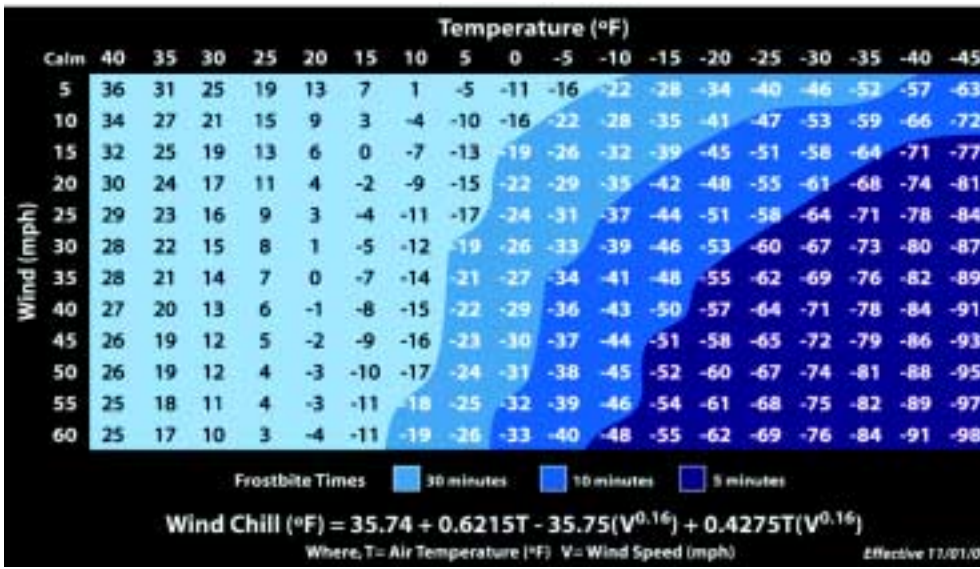 Temperature (°F)
Calm 40 35 30 25 20 15 10 5 0 -5 -10 -15 -20 -25 -30 -35 -40 -45
5 36 31 25 19 13 7 1 -5 -11 -16 -22 -28 -34 -40 -46 -52 -57 -63
10 34 27 21 15 9 3 -4 -10 -16 -22 -28 -35 -41 -47 -53 -59 -66 -72
15 32 25 19 13 6 0 -7 -13 -19 -26 -32 -39 -45 -51 -58 -64 -71 -77
20 30 24 17 11 4 -2 -9 -15 -22 -29 -35 -42 -48 -55 -61 -68 -74 -81
25 29 23 16 9 3 -4 -11 -17 -24 -31 -37 -44 -51 -58 -64 -71 -78 -84
30 28 22 15 8 1 -5 -12 -19 -26 -33 -39 -46 -53 -60 -67 -73 -80 -87
35 28 21 14 7 0 -7 -14 -21 -27 -34 -41 -48 -55 -62 -69 -76 -82 -89
40 27 20 13 6 -1 -8 -15 -22 -29 -36 -43 -50 -57 -64 -71 -78 -84 -91
45 26 19 12 5 -2 -9 -16 -23 -30 -37 -44 -51 -58 -65 -72 -79 -86 -93
50 26 19 12 4 -3 -10 -17 -24 -31 -38 -45 -52 -60 -67 -74 -81 -88 -95
55 25 18 11 4 -3 -11 -18 -25 -32 -39 -46 -54 -61 -68 -75 -82 -89 -97
60 25 17 10 3 -4 -11 -19 -26 -33 -40 -48 -55 -62 -69 -76 -84 -91 -98
Wind (mph)
Frostbite Times 30 minutes 10 minutes 5 minutes
Wind Chill (°F) = 35.74 + 0.6215T - 35.75(V^0.16) + 0.4275T(V^0.16)
Where, T= Air Temperature (°F) V= Wind Speed (mph)
Effective 11/01/0